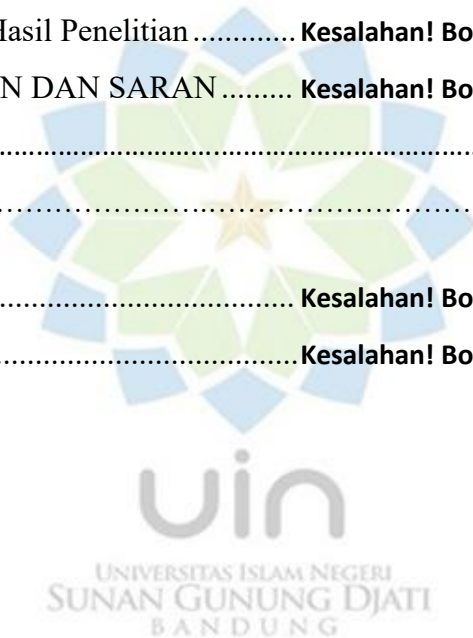 Hasil Penelitian ............. Kesalahan! Bo
N DAN SARAN ......... Kesalahan! Bo
....................................................................
....................................................................
..................................... Kesalahan! Bo
..................................... Kesalahan! Bo
uin
UNIVERSITAS ISLAM NEGERI
SUNAN GUNUNG DJATI
BANDUNG